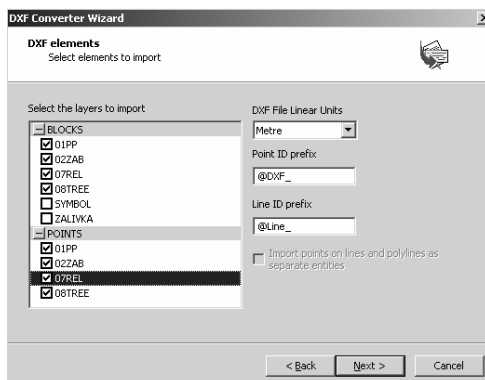 DXF Converter Wizard
DXF elements
Select elements to import
Select the layers to import
BLOCKS
01PP
02ZAB
07REL
08TREE
SYMBOL
ZALIVKA
POINTS
01PP
02ZAB
07REL
08TREE
DXF File Linear Units
Metre
Point ID prefix
@DXF_
Line ID prefix
@Line_
Import points on lines and polylines as
separate entities
< Back
Next >
Cancel